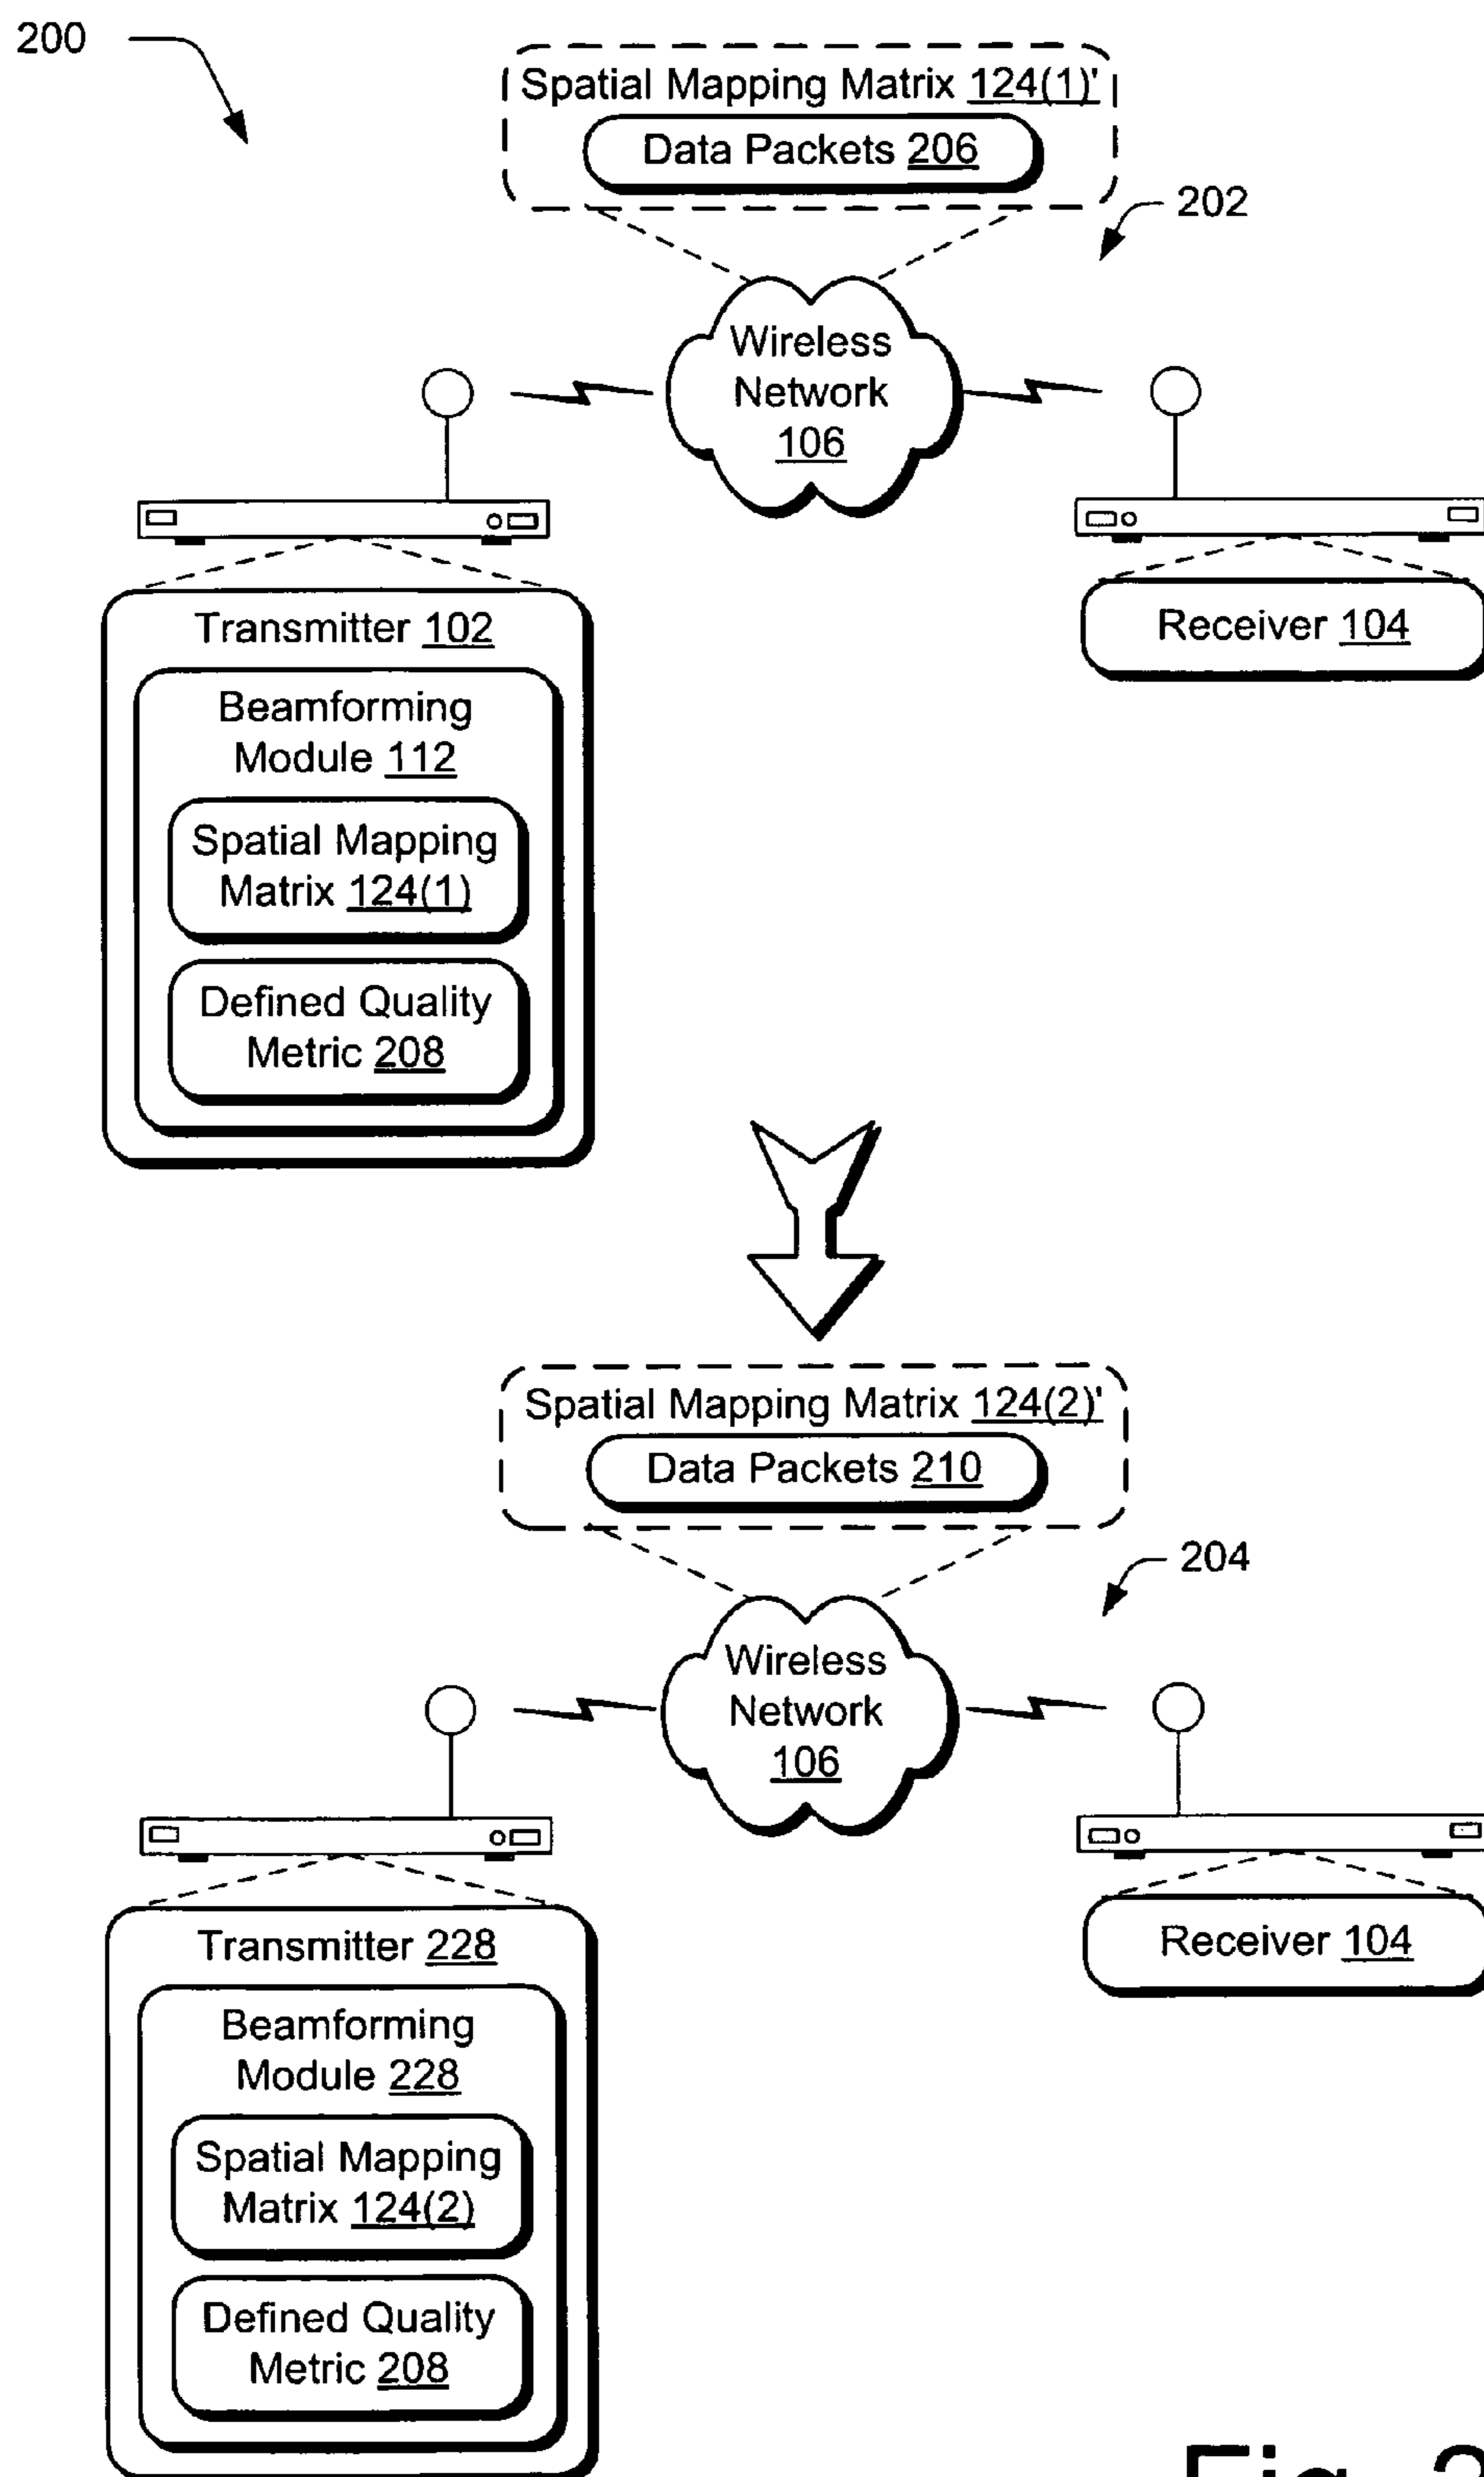 200
Spatial Mapping Matrix 124(1)'
Data Packets 206
202
Wireless
Network
106
Transmitter 102
Receiver 104
Beamforming
Module 112
Spatial Mapping
Matrix 124(1)
Defined Quality
Metric 208
Spatial Mapping Matrix 124(2)'
Data Packets 210
204
Wireless
Network
106
Transmitter 228
Receiver 104
Beamforming
Module 228
Spatial Mapping
Matrix 124(2)
Defined Quality
Metric 208
Fig. 2